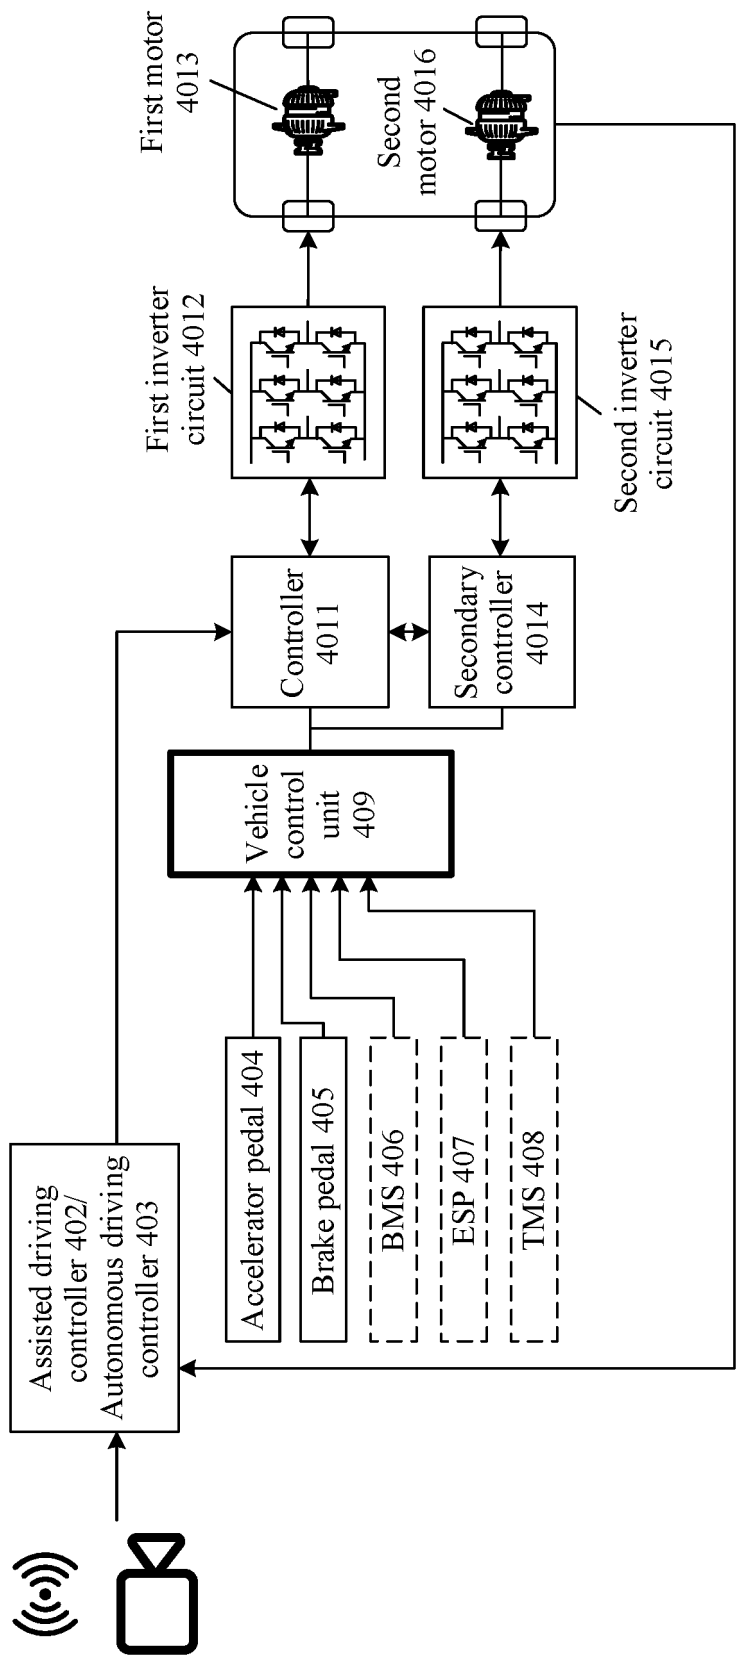 Assisted driving
controller 402/
Autonomous driving
controller 403
Accelerator pedal 404
Brake pedal 405
BMS 406
ESP 407
TMS 408
Vehicle
control
unit
409
Controller
4011
Secondary
controller
4014
First inverter
circuit 4012
Second inverter
circuit 4015
First motor
4013
Second
motor 4016